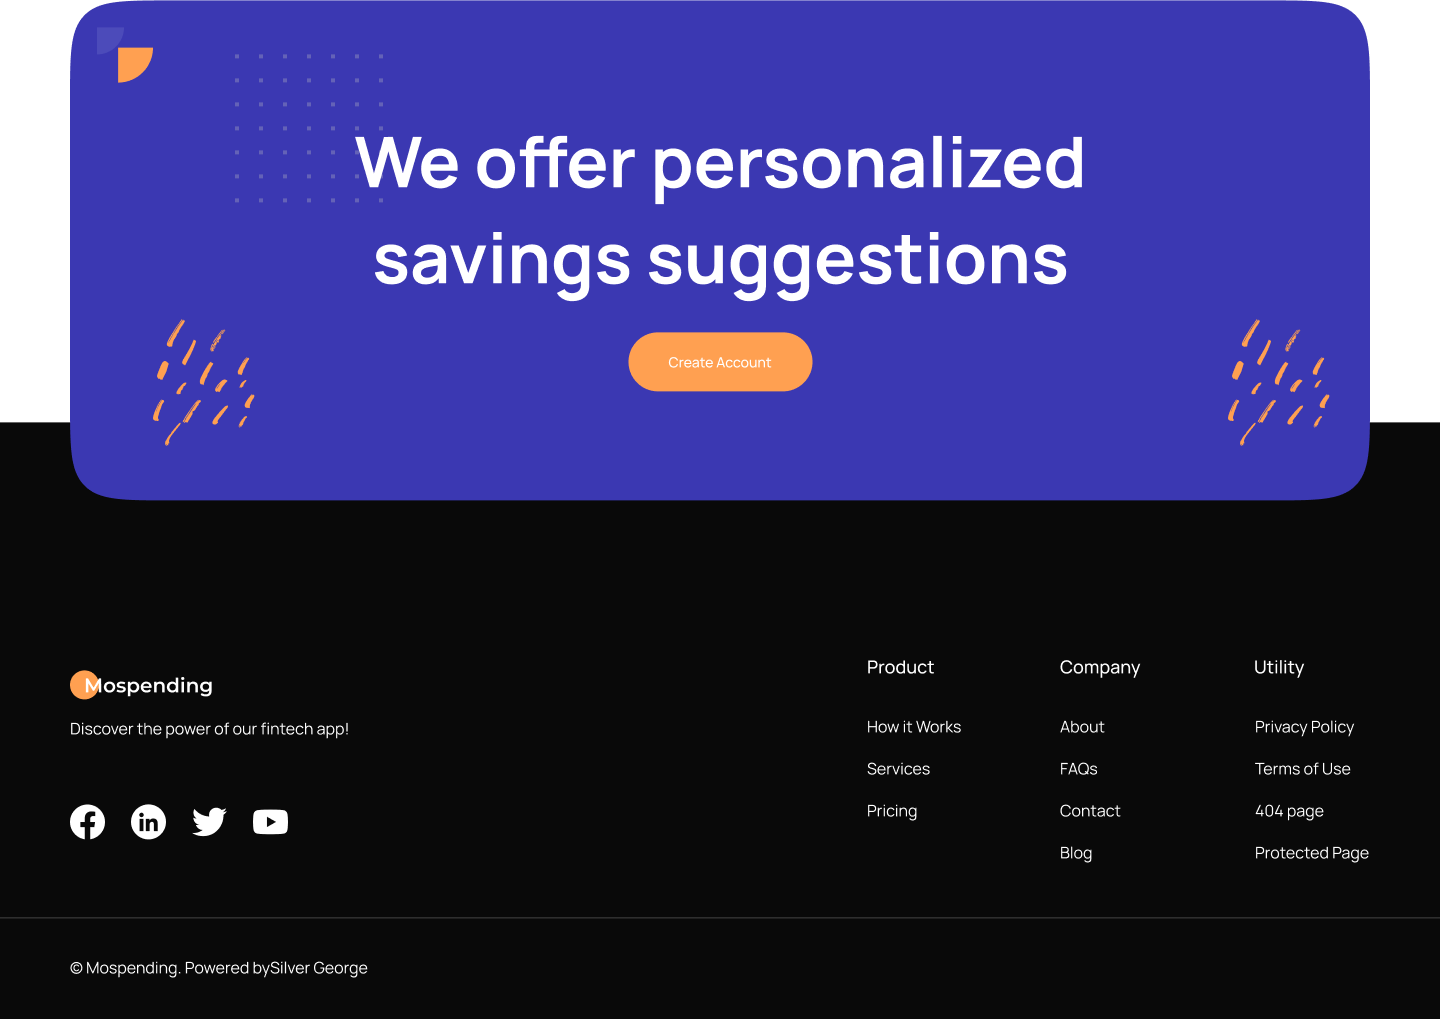 We offer personalized
savings suggestions
Create Account
Mospending
Discover the power of our fintech app!
Product
How it Works
Services
Pricing
Company
About
FAQs
Contact
Blog
Utility
Privacy Policy
Terms of Use
404 page
Protected Page
© Mospending. Powered bySilver George